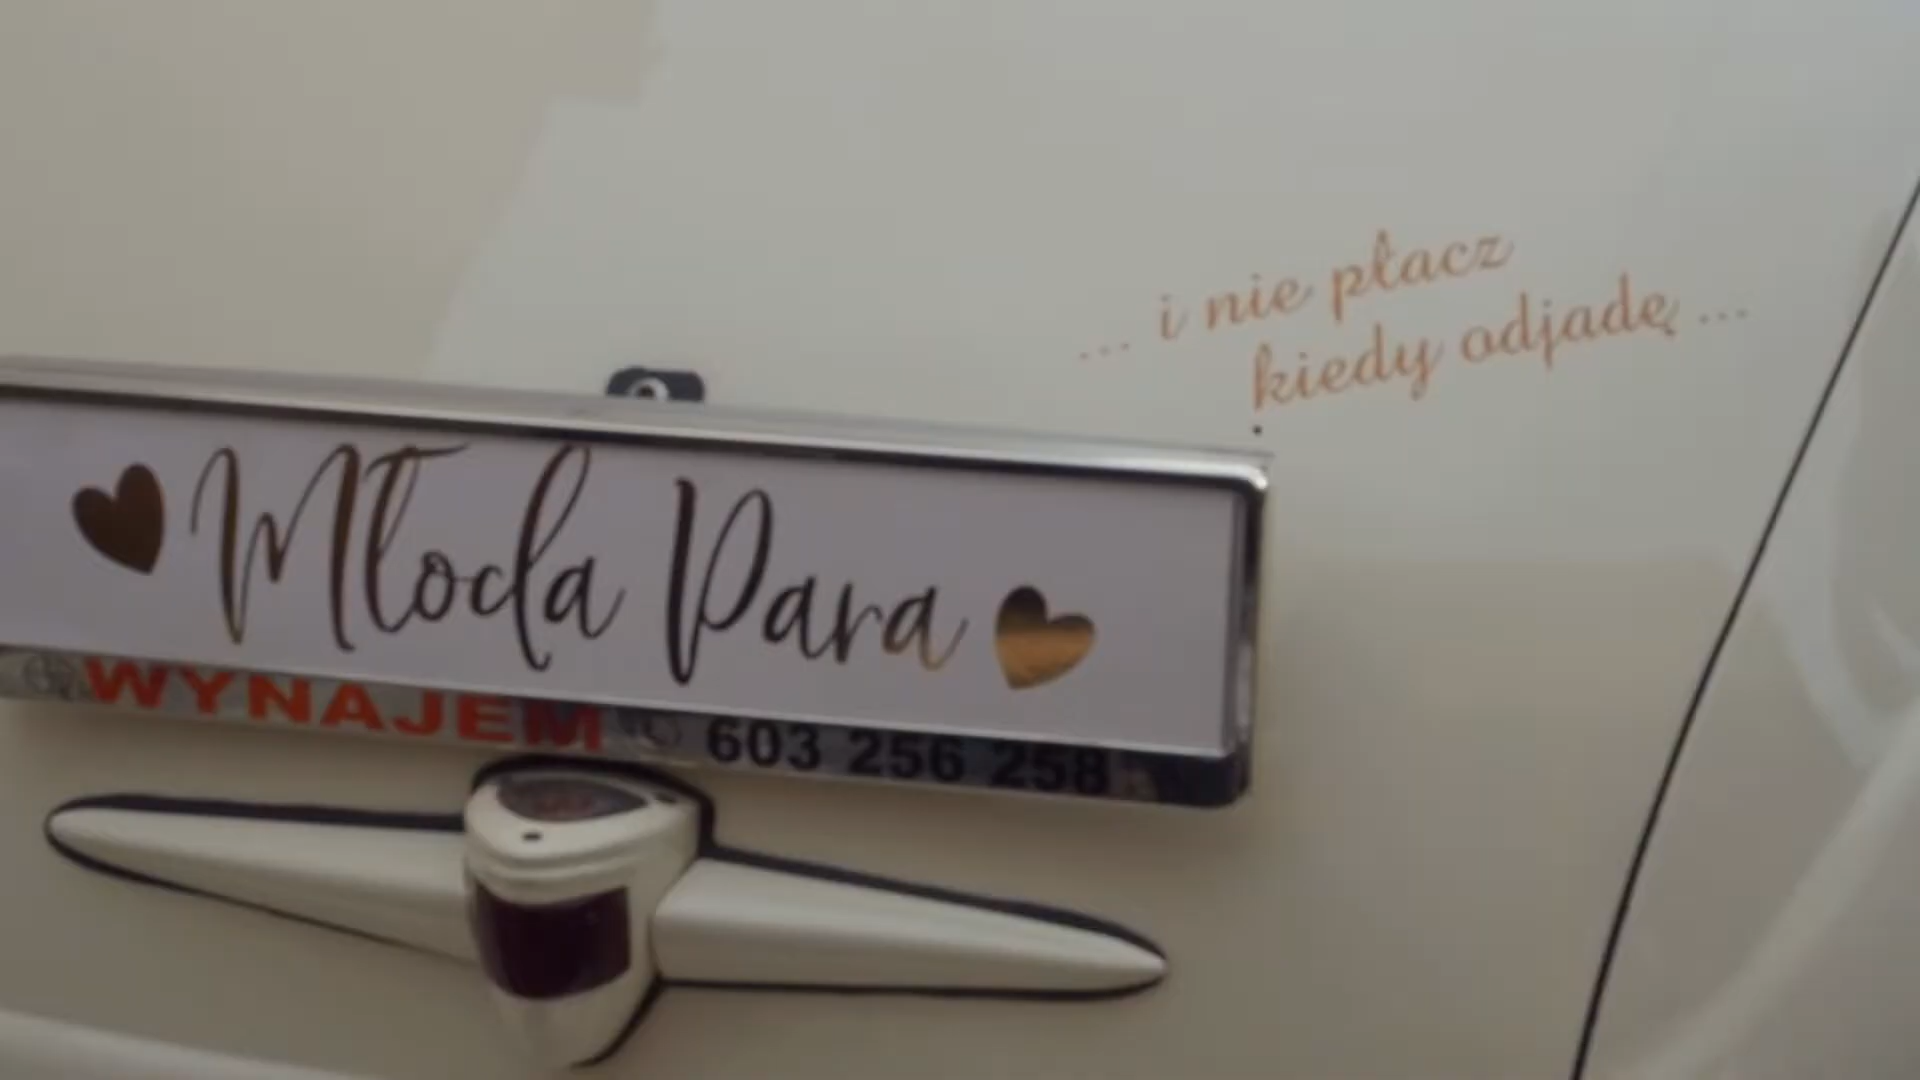 ... i nie płacz
kiedy odjadę ...
Młoda Para
WYNAJEM 603 256 258